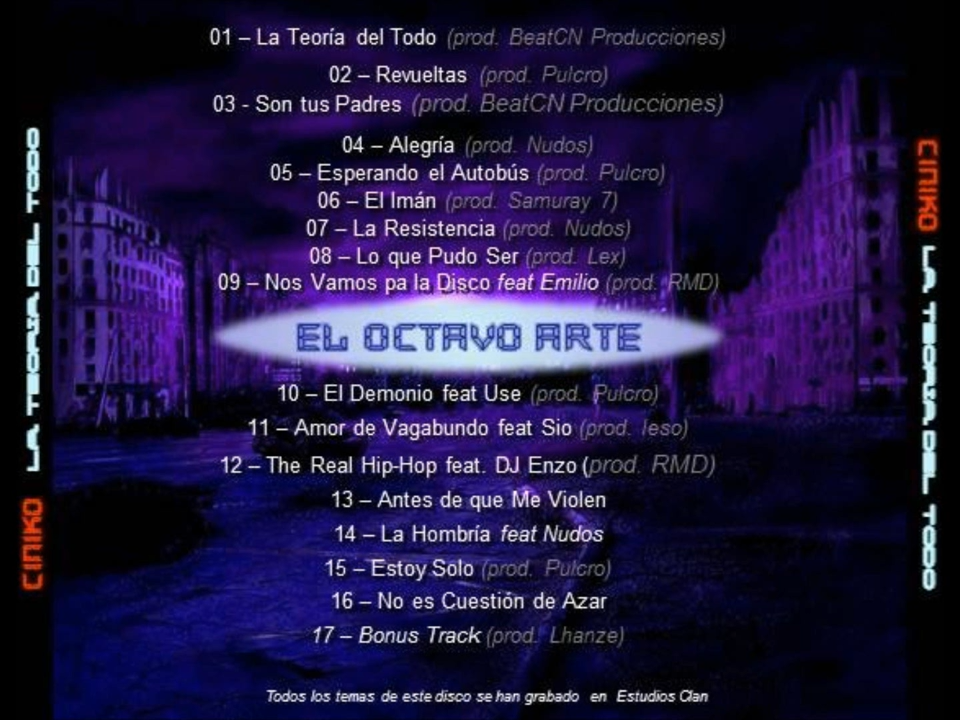 01 – La Teoría del Todo (prod. BeatCN Producciones)
02 – Revueltas (prod. Pulcro)
03 - Son tus Padres (prod. BeatCN Producciones)
04 – Alegría (prod. Nudos)
05 – Esperando el Autobús (prod. Pulcro)
06 – El Imán (prod. Samuray 7)
07 – La Resistencia (prod. Nudos)
08 – Lo que Pudo Ser (prod. Lex)
09 – Nos Vamos pa la Disco feat Emilio (prod. RMD)
EL OCTAVO ARTE
10 – El Demonio feat Use (prod. Pulcro)
11 – Amor de Vagabundo feat Sio (prod. Ieso)
12 – The Real Hip-Hop feat. DJ Enzo (prod. RMD)
13 – Antes de que Me Violen
14 – La Hombría feat Nudos
15 – Estoy Solo (prod. Pulcro)
16 – No es Cuestión de Azar
17 – Bonus Track (prod. Lhanze)
Todos los temas de este disco se han grabado en Estudios Clan
CINIKO LA TEORIA DEL TODO
CINIKO LA TEORIA DEL TODO